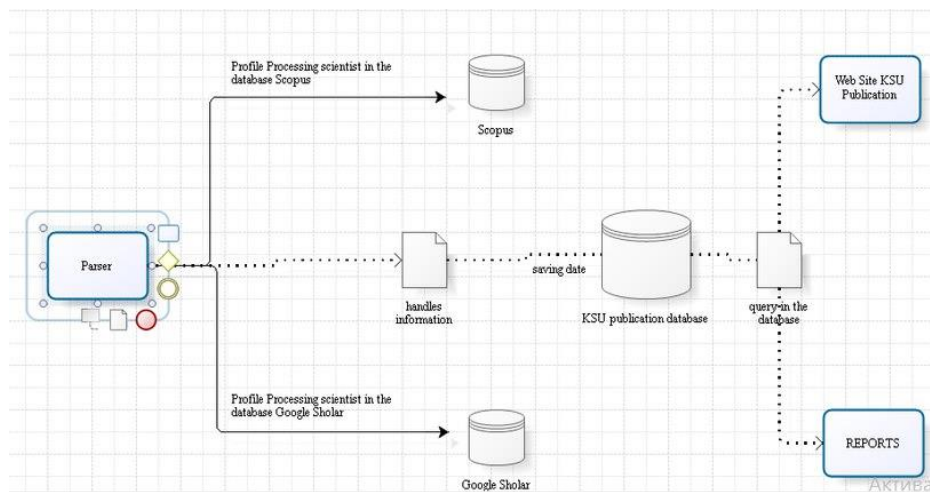 Profile Processing scientist in the
database Scopus
Scopus
Web Site KSU
Publication
Parser
handles
information
saving date
KSU publication database
query in the
database
Profile Processing scientist in the
database Google Sholar
Google Sholar
REPORTS
Актива